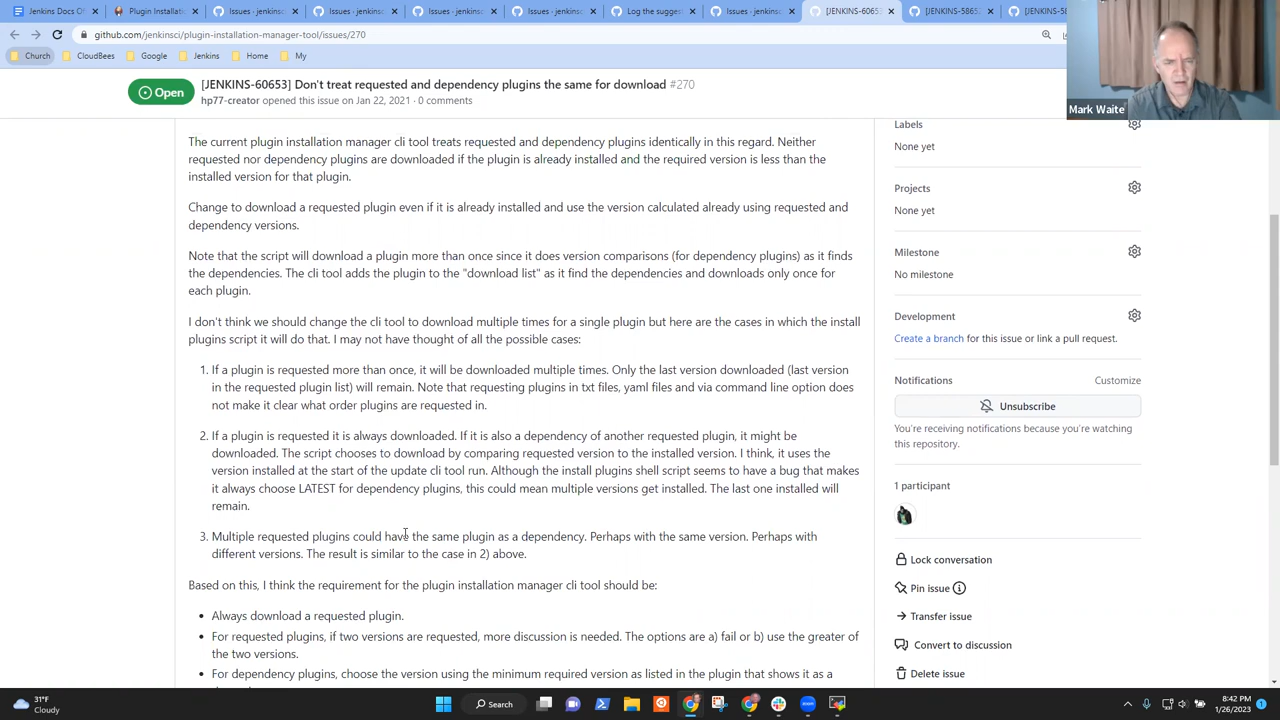 Jenkins Docs Of
Plugin Installati
Issues · jenkins
Issues · jenkins
Issues · jenkins
Issues · jenkins
Log the sugges
Issues · jenkins
[JENKINS-6065
[JENKINS-5865
[JENKINS-58
github.com/jenkinsci/plugin-installation-manager-tool/issues/270
Church
CloudBees
Google
Jenkins
Home
My
Open
[JENKINS-60653] Don't treat requested and dependency plugins the same for download #270
hp77-creator opened this issue on Jan 22, 2021 · 0 comments
Mark Waite
The current plugin installation manager cli tool treats requested and dependency plugins identically in this regard. Neither
requested nor dependency plugins are downloaded if the plugin is already installed and the required version is less than the
installed version for that plugin.
Change to download a requested plugin even if it is already installed and use the version calculated already using requested and
dependency versions.
Note that the script will download a plugin more than once since it does version comparisons (for dependency plugins) as it finds
the dependencies. The cli tool adds the plugin to the "download list" as it find the dependencies and downloads only once for
each plugin.
I don't think we should change the cli tool to download multiple times for a single plugin but here are the cases in which the install
plugins script it will do that. I may not have thought of all the possible cases:
1. If a plugin is requested more than once, it will be downloaded multiple times. Only the last version downloaded (last version
in the requested plugin list) will remain. Note that requesting plugins in txt files, yaml files and via command line option does
not make it clear what order plugins are requested in.
2. If a plugin is requested it is always downloaded. If it is also a dependency of another requested plugin, it might be
downloaded. The script chooses to download by comparing requested version to the installed version. I think, it uses the
version installed at the start of the update cli tool run. Although the install plugins shell script seems to have a bug that makes
it always choose LATEST for dependency plugins, this could mean multiple versions get installed. The last one installed will
remain.
3. Multiple requested plugins could have the same plugin as a dependency. Perhaps with the same version. Perhaps with
different versions. The result is similar to the case in 2) above.
Based on this, I think the requirement for the plugin installation manager cli tool should be:
• Always download a requested plugin.
• For requested plugins, if two versions are requested, more discussion is needed. The options are a) fail or b) use the greater of
the two versions.
• For dependency plugins, choose the version using the minimum required version as listed in the plugin that shows it as a
Labels
None yet
Projects
None yet
Milestone
No milestone
Development
Create a branch for this issue or link a pull request.
Notifications
Customize
Unsubscribe
You're receiving notifications because you're watching
this repository.
1 participant
Lock conversation
Pin issue
Transfer issue
Convert to discussion
Delete issue
31°F
Cloudy
Search
8:42 PM
1/26/2023